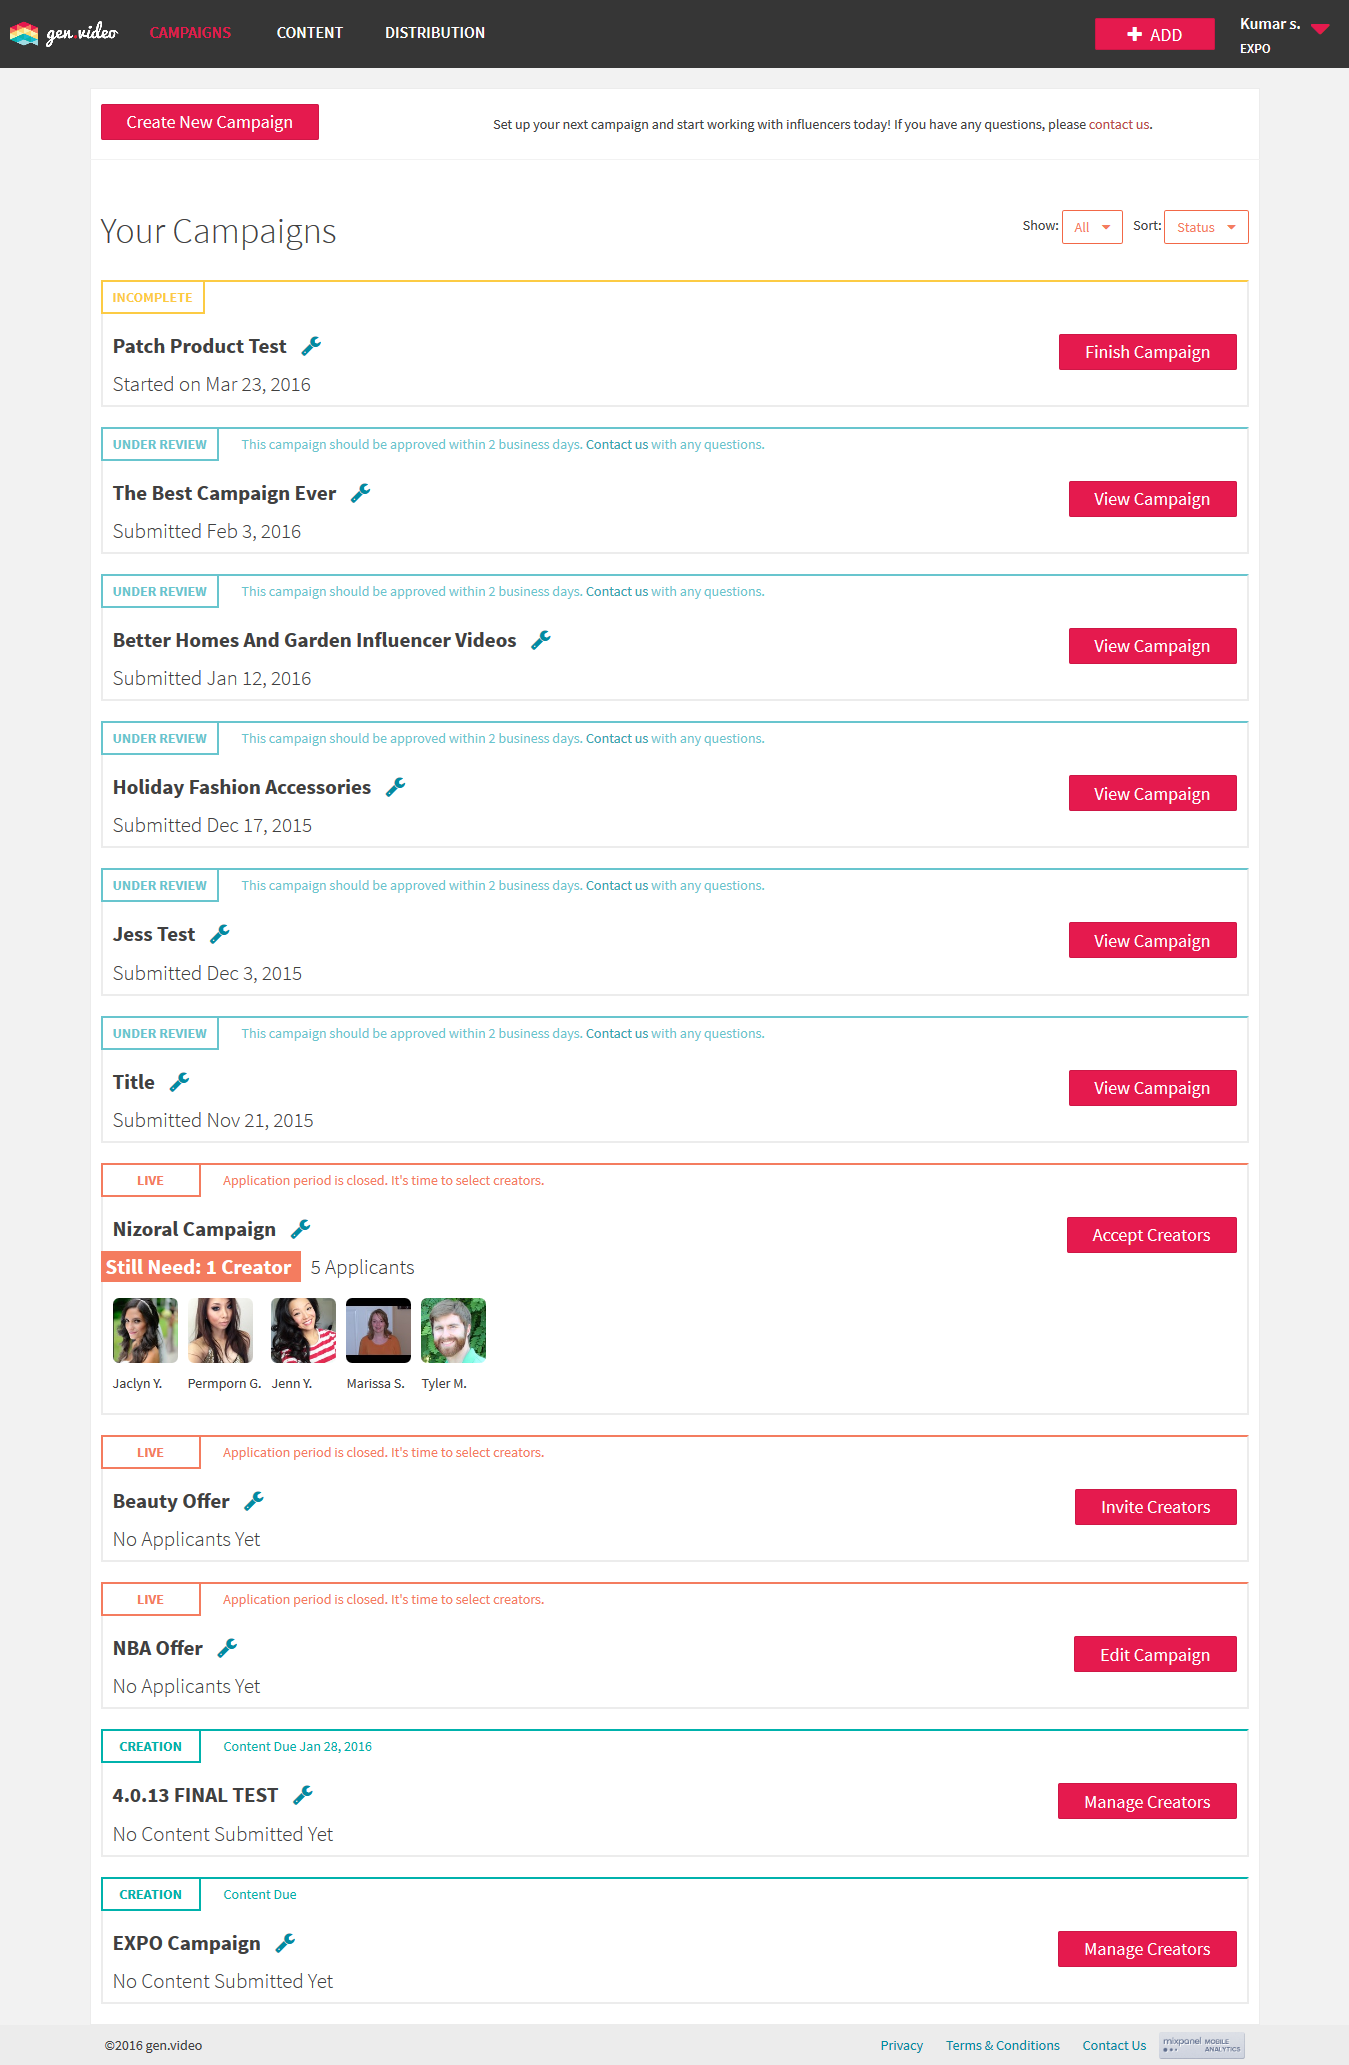 gen.video CAMPAIGNS CONTENT DISTRIBUTION ADD Kumar s.
EXPO
Create New Campaign Set up your next campaign and start working with influencers today! If you have any questions, please contact us.
Your Campaigns Show: All Sort: Status
INCOMPLETE
Patch Product Test Finish Campaign
Started on Mar 23, 2016
UNDER REVIEW This campaign should be approved within 2 business days. Contact us with any questions.
The Best Campaign Ever View Campaign
Submitted Feb 3, 2016
UNDER REVIEW This campaign should be approved within 2 business days. Contact us with any questions.
Better Homes And Garden Influencer Videos View Campaign
Submitted Jan 12, 2016
UNDER REVIEW This campaign should be approved within 2 business days. Contact us with any questions.
Holiday Fashion Accessories View Campaign
Submitted Dec 17, 2015
UNDER REVIEW This campaign should be approved within 2 business days. Contact us with any questions.
Jess Test View Campaign
Submitted Dec 3, 2015
UNDER REVIEW This campaign should be approved within 2 business days. Contact us with any questions.
Title View Campaign
Submitted Nov 21, 2015
LIVE Application period is closed. It's time to select creators.
Nizoral Campaign Accept Creators
Still Need: 1 Creator 5 Applicants
Jaclyn Y. Permporn G. Jenn Y. Marissa S. Tyler M.
LIVE Application period is closed. It's time to select creators.
Beauty Offer Invite Creators
No Applicants Yet
LIVE Application period is closed. It's time to select creators.
NBA Offer Edit Campaign
No Applicants Yet
CREATION Content Due Jan 28, 2016
4.0.13 FINAL TEST Manage Creators
No Content Submitted Yet
CREATION Content Due
EXPO Campaign Manage Creators
No Content Submitted Yet
©2016 gen.video Privacy Terms & Conditions Contact Us mixpanel MOBILE ANALYTICS